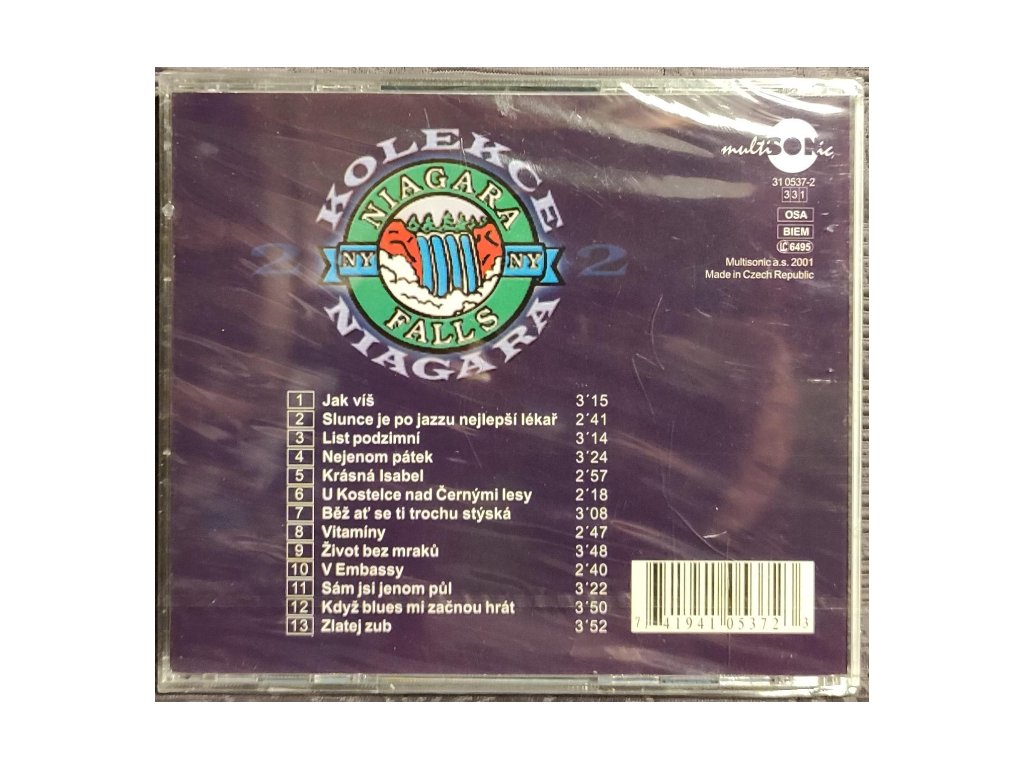 multisonic
31 0537-2
331
OSA
BIEM
LC 6495
Multisonic a.s. 2001
Made in Czech Republic
KOLEKCE
NIAGARA
2 NY NY 2
FALLS
NIAGARA
1 Jak víš 3´15
2 Slunce je po jazzu nejlepší lékař 2´41
3 List podzimní 3´14
4 Nejenom pátek 3´24
5 Krásná Isabel 2´57
6 U Kostelce nad Černými lesy 2´18
7 Běž ať se ti trochu stýská 3´08
8 Vitamíny 2´47
9 Život bez mraků 3´48
10 V Embassy 2´40
11 Sám jsi jenom půl 3´22
12 Když blues mi začnou hrát 3´50
13 Zlatej zub 3´52
7 41941 05372 3